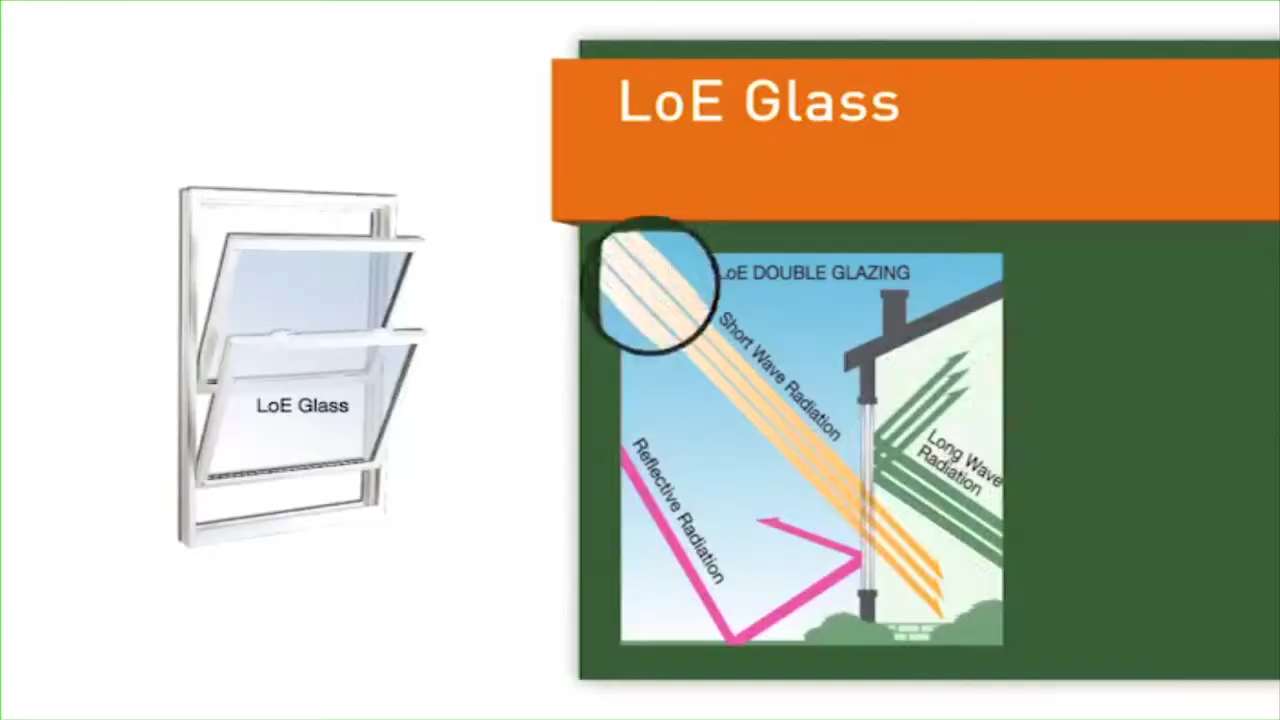 LoE Glass
LoE Glass
LoE DOUBLE GLAZING
Short Wave Radiation
Reflective Radiation
Long Wave
Radiation